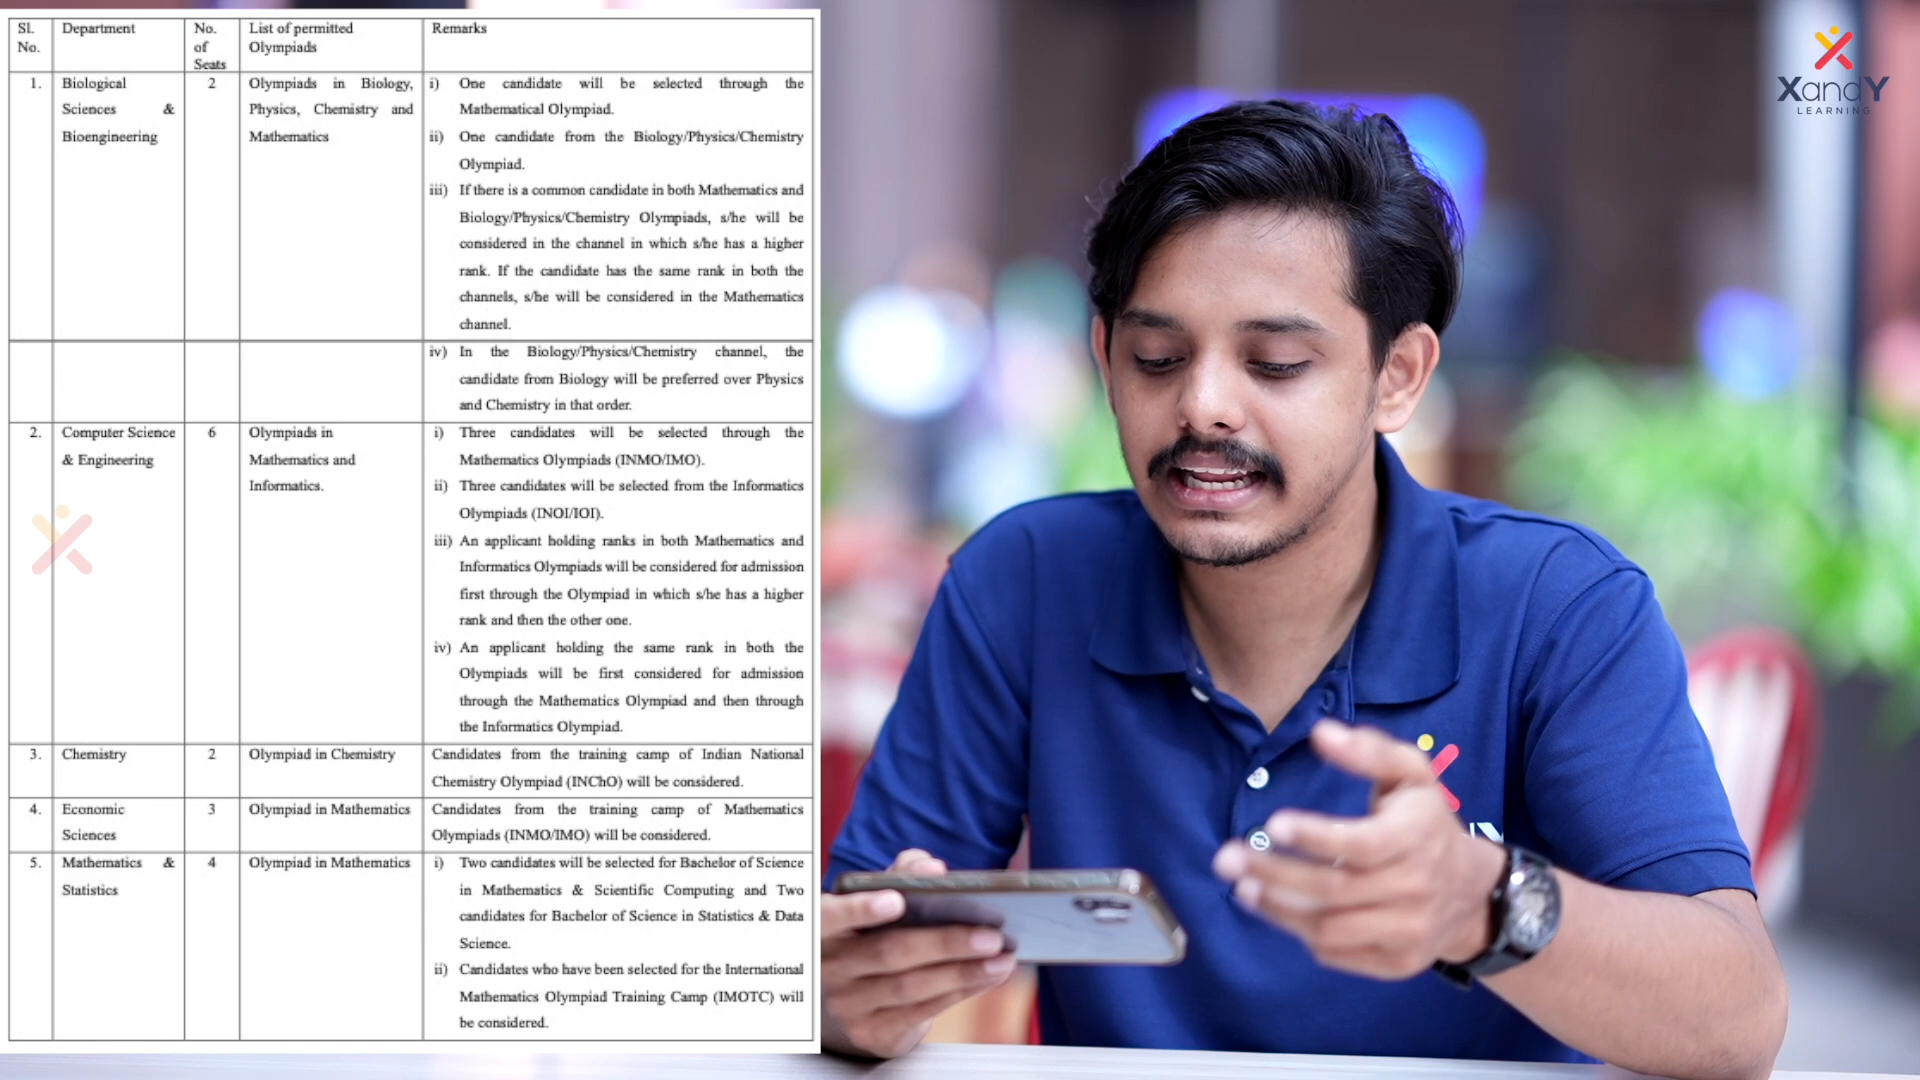 Sl. No.
Department
No. of Seats
List of permitted Olympiads
Remarks
1.
Biological
Sciences &
Bioengineering
2
Olympiads in Biology,
Physics, Chemistry and
Mathematics
i) One candidate will be selected through the
Mathematical Olympiad.
ii) One candidate from the Biology/Physics/Chemistry
Olympiad.
iii) If there is a common candidate in both Mathematics and
Biology/Physics/Chemistry Olympiads, s/he will be
considered in the channel in which s/he has a higher
rank. If the candidate has the same rank in both the
channels, s/he will be considered in the Mathematics
channel.
iv) In the Biology/Physics/Chemistry channel, the
candidate from Biology will be preferred over Physics
and Chemistry in that order.
2.
Computer Science
& Engineering
6
Olympiads in
Mathematics and
Informatics.
i) Three candidates will be selected through the
Mathematics Olympiads (INMO/IMO).
ii) Three candidates will be selected from the Informatics
Olympiads (INOI/IOI).
iii) An applicant holding ranks in both Mathematics and
Informatics Olympiads will be considered for admission
first through the Olympiad in which s/he has a higher
rank and then the other one.
iv) An applicant holding the same rank in both the
Olympiads will be first considered for admission
through the Mathematics Olympiad and then through
the Informatics Olympiad.
3.
Chemistry
2
Olympiad in Chemistry
Candidates from the training camp of Indian National
Chemistry Olympiad (INChO) will be considered.
4.
Economic
Sciences
3
Olympiad in Mathematics
Candidates from the training camp of Mathematics
Olympiads (INMO/IMO) will be considered.
5.
Mathematics &
Statistics
4
Olympiad in Mathematics
i) Two candidates will be selected for Bachelor of Science
in Mathematics & Scientific Computing and Two
candidates for Bachelor of Science in Statistics & Data
Science.
ii) Candidates who have been selected for the International
Mathematics Olympiad Training Camp (IMOTC) will
be considered.
XandY
LEARNING